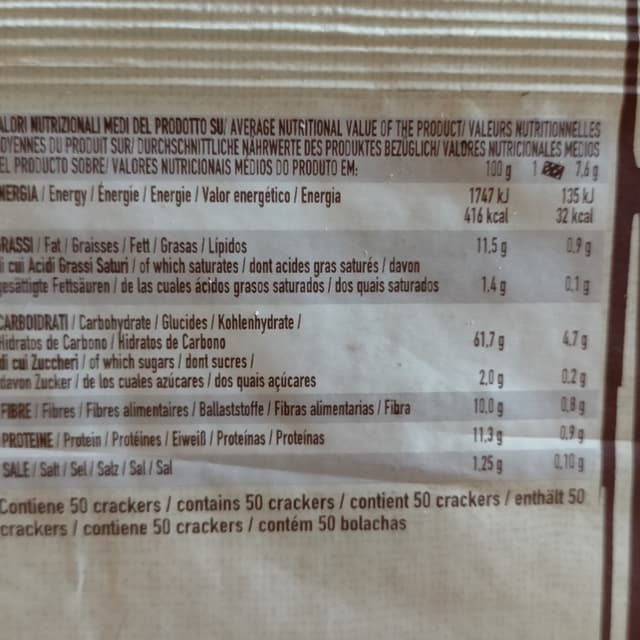 ALORI NUTRIZIONALI MEDI DEL PRODOTTO SU/ AVERAGE NUTRITIONAL VALUE OF THE PRODUCT/ VALEURS NUTRITIONNELLES
OYENNES DU PRODUIT SUR/ DURCHSCHNITTLICHE NÄHRWERTE DES PRODUKTES BEZÜGLICH/ VALORES NUTRICIONALES MEDIOS
EL PRODUCTO SOBRE/ VALORES NUTRICIONAIS MÉDIOS DO PRODUTO EM: 100 g 1 7,6 g
NERGIA / Energy / Énergie / Energie / Valor energético / Energia 1747 kJ 135 kJ
416 kcal 32 kcal
RASSI / Fat / Graisses / Fett / Grasas / Lípidos 11,5 g 0,9 g
i cui Acidi Grassi Saturi / of which saturates / dont acides gras saturés / davon
esättigte Fettsäuren / de las cuales ácidos grasos saturados / dos quais saturados 1,4 g 0,1 g
CARBOIDRATI / Carbohydrate / Glucides / Kohlenhydrate /
Hidratos de Carbono / Hidratos de Carbono 61,7 g 4,7 g
di cui Zuccheri / of which sugars / dont sucres /
davon Zucker / de los cuales azúcares / dos quais açúcares 2,0 g 0,2 g
FIBRE / Fibres / Fibres alimentaires / Ballaststoffe / Fibras alimentarias / Fibra 10,0 g 0,8 g
PROTEINE / Protein / Protéines / Eiweiß / Proteínas / Proteínas 11,3 g 0,9 g
SALE / Salt / Sel / Salz / Sal / Sal 1,25 g 0,10 g
Contiene 50 crackers / contains 50 crackers / contient 50 crackers / enthält 50
crackers / contiene 50 crackers / contém 50 bolachas